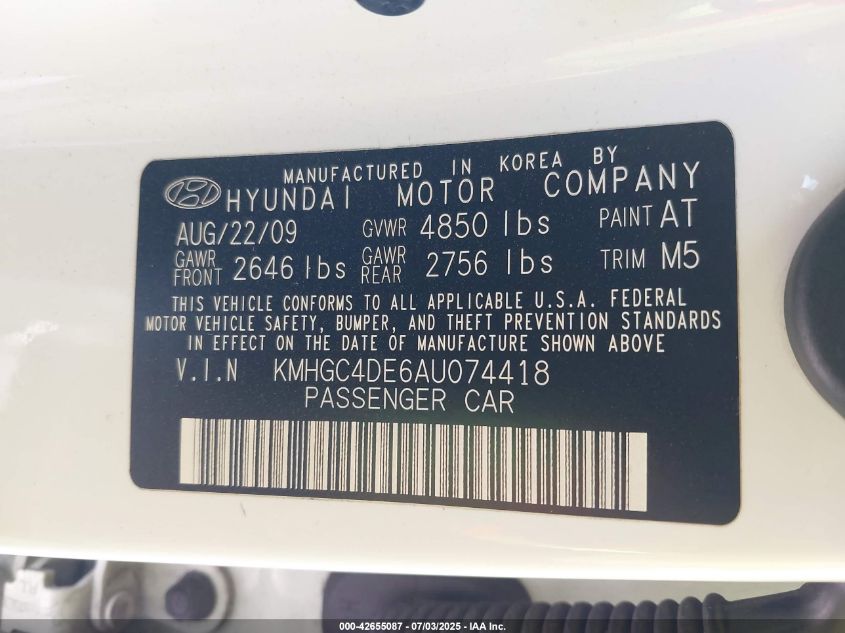 MANUFACTURED IN KOREA BY
HYUNDAI MOTOR COMPANY
AUG/22/09 GVWR 4850 lbs PAINT AT
GAWR FRONT 2646 lbs GAWR REAR 2756 lbs TRIM M5
THIS VEHICLE CONFORMS TO ALL APPLICABLE U.S.A. FEDERAL
MOTOR VEHICLE SAFETY, BUMPER, AND THEFT PREVENTION STANDARDS
IN EFFECT ON THE DATE OF MANUFACTURE SHOWN ABOVE
V.I.N KMHGC4DE6AU074418
PASSENGER CAR
000-42655087 - 07/03/2025 - IAA Inc.